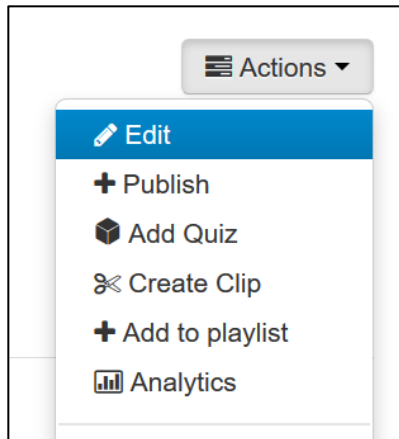 Actions
Edit
Publish
Add Quiz
Create Clip
Add to playlist
Analytics